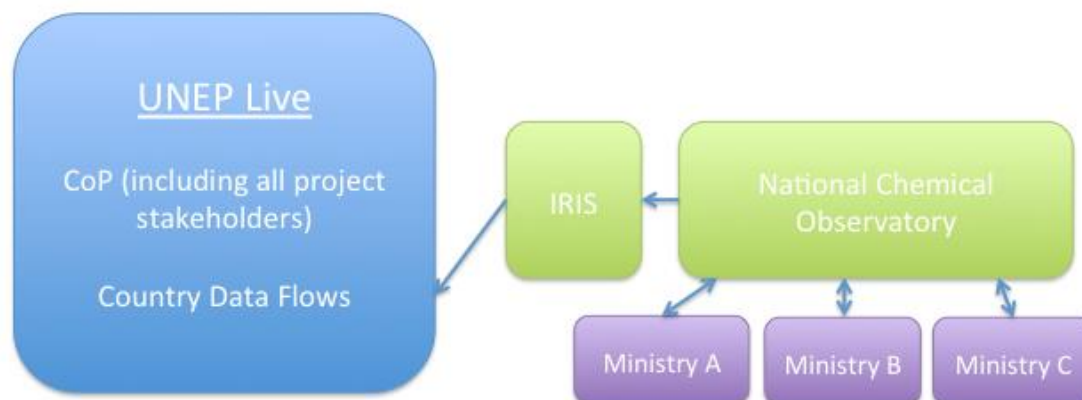 UNEP Live
CoP (including all project
stakeholders)
Country Data Flows
IRIS
National Chemical
Observatory
Ministry A
Ministry B
Ministry C